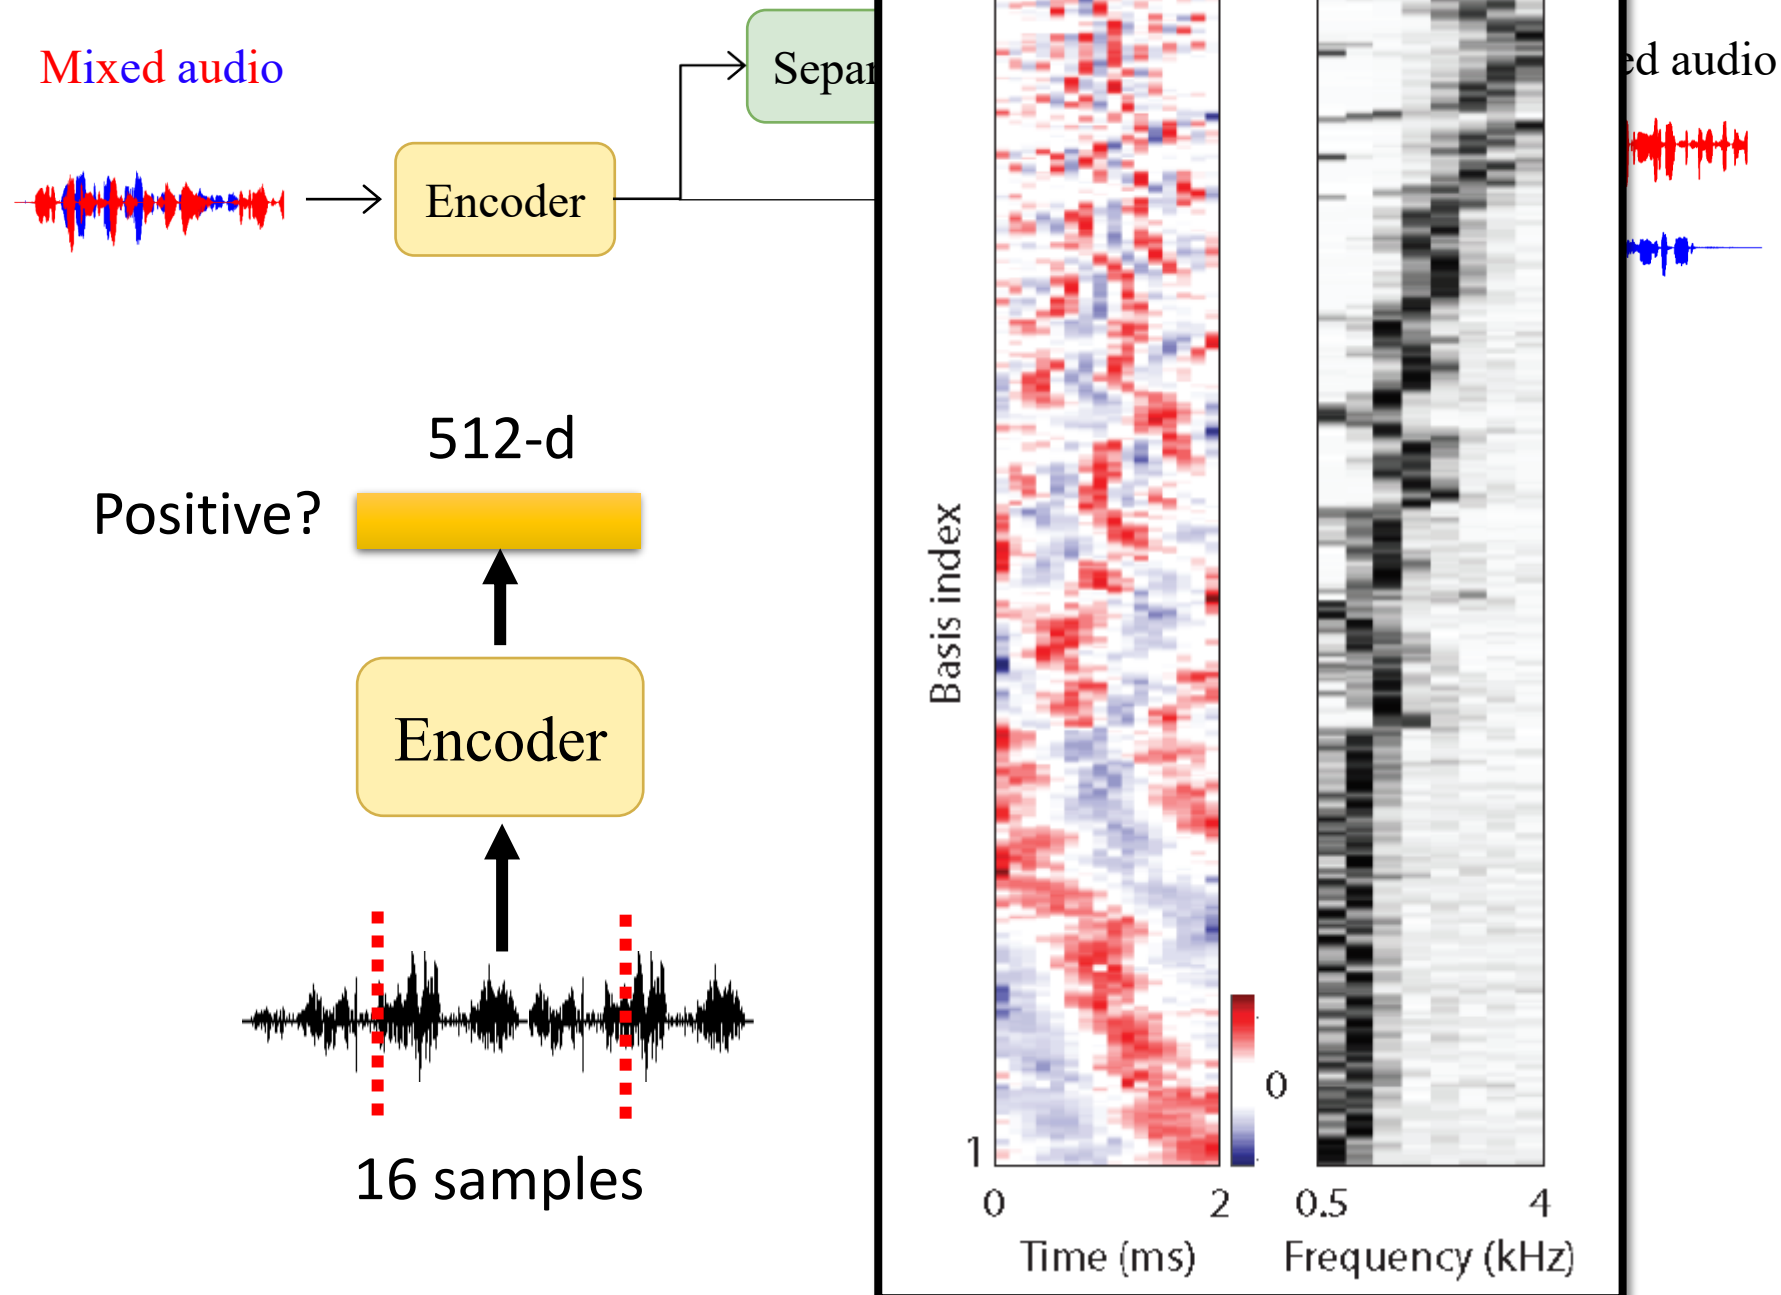 Mixed audio
Encoder
Separ
ed audio
512-d
Positive?
Encoder
16 samples
Basis index
1
0
0
2
Time (ms)
0.5
4
Frequency (kHz)